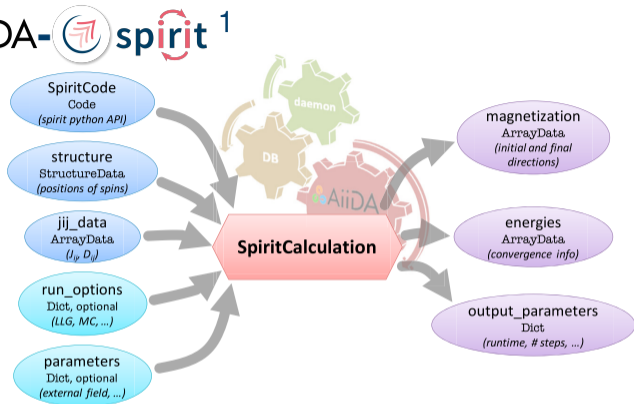 DA- spirit 1
SpiritCode
Code
(spirit python API)
structure
StructureData
(positions of spins)
jij_data
ArrayData
(Jij, Dij)
run_options
Dict, optional
(LLG, MC, ...)
parameters
Dict, optional
(external field, ...)
daemon
DB
AiiDA
SpiritCalculation
magnetization
ArrayData
(initial and final
directions)
energies
ArrayData
(convergence info)
output_parameters
Dict
(runtime, # steps, ...)